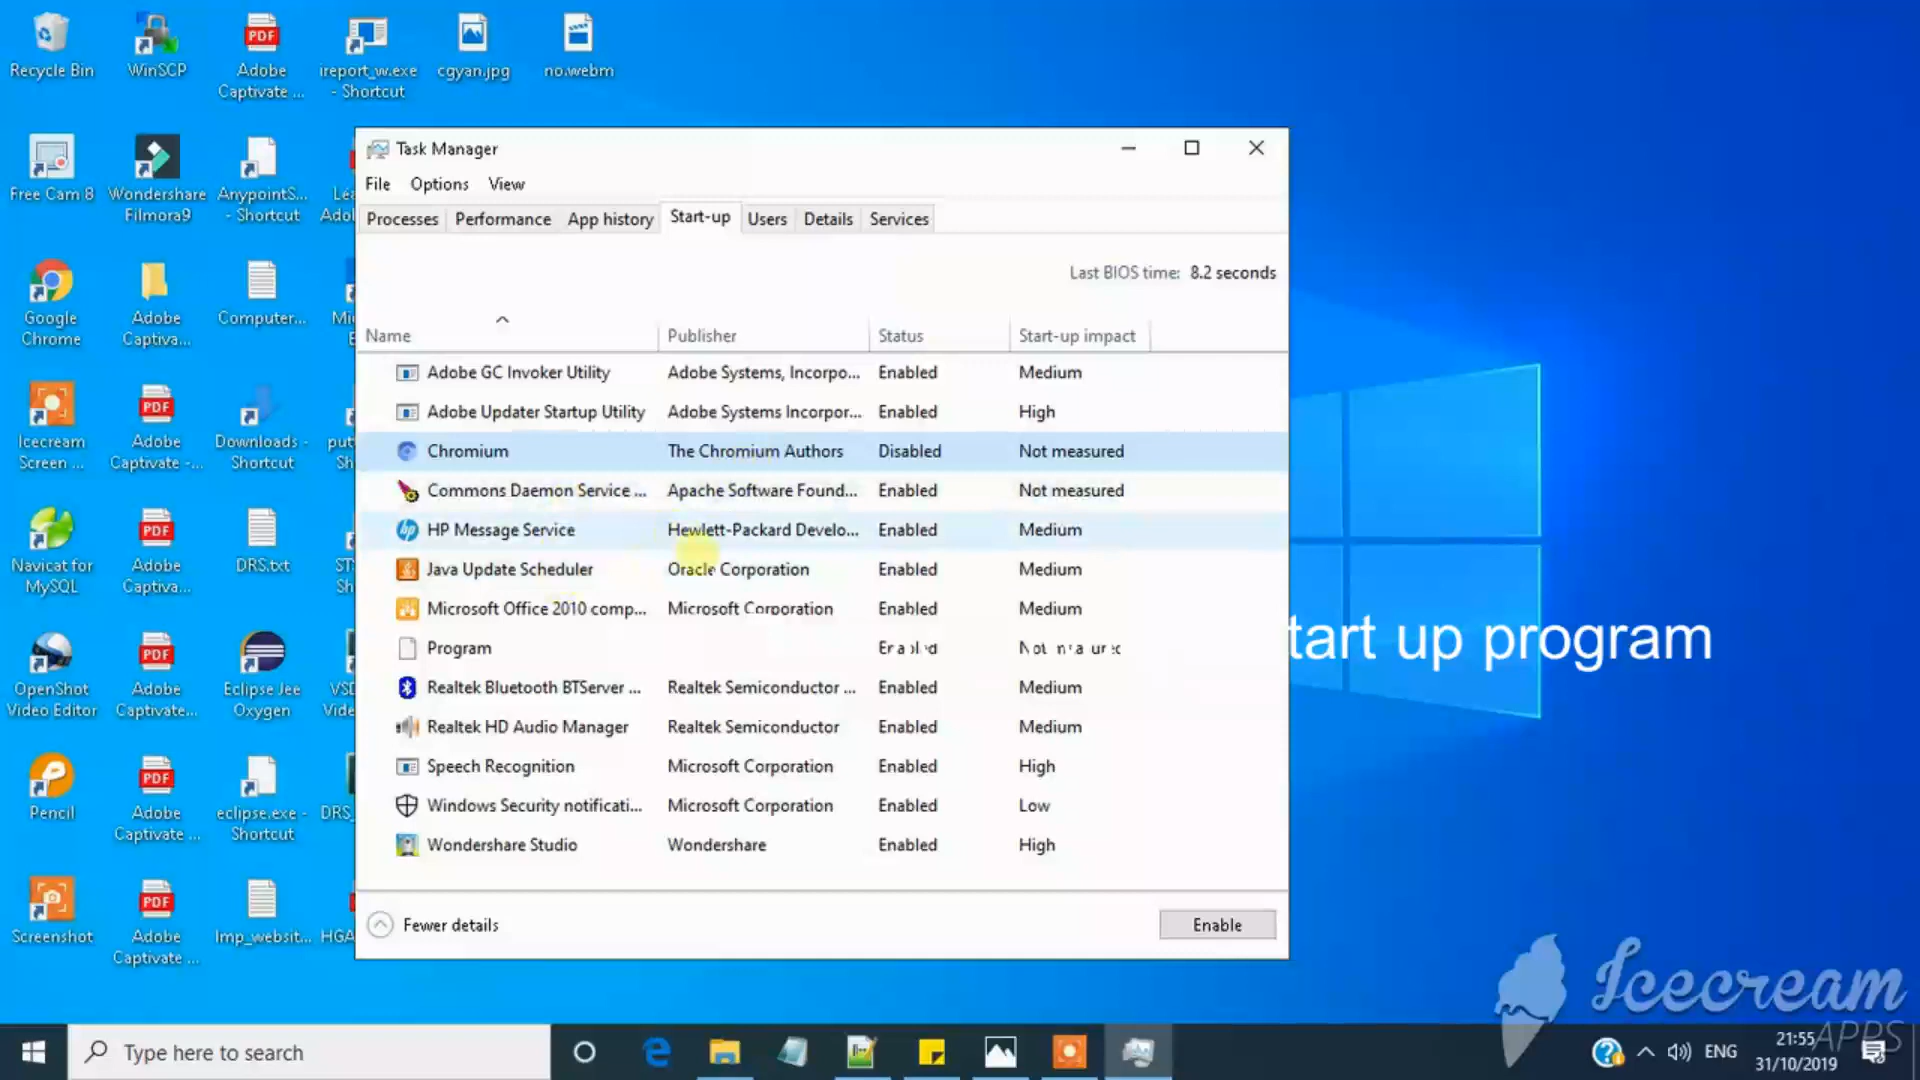 Recycle Bin
WinSCP
Adobe
Captivate ...
ireport_w.exe
- Shortcut
cgyan.jpg
no.webm
Free Cam 8
Wondershare
Filmora9
AnypointS...
- Shortcut
Google
Chrome
Adobe
Captiva...
Computer...
Icecream
Screen ...
Adobe
Captivate -...
Downloads -
Shortcut
Navicat for
MySQL
Adobe
Captiva...
DRS.txt
OpenShot
Video Editor
Adobe
Captivate...
Eclipse Jee
Oxygen
Pencil
Adobe
Captivate ...
eclipse.exe -
Shortcut
Screenshot
Adobe
Captivate ...
Imp_websit...
Task Manager
File Options View
Processes Performance App history Start-up Users Details Services
Last BIOS time: 8.2 seconds
Name Publisher Status Start-up impact
Adobe GC Invoker Utility Adobe Systems, Incorpo... Enabled Medium
Adobe Updater Startup Utility Adobe Systems Incorpor... Enabled High
Chromium The Chromium Authors Disabled Not measured
Commons Daemon Service ... Apache Software Found... Enabled Not measured
HP Message Service Hewlett-Packard Develo... Enabled Medium
Java Update Scheduler Oracle Corporation Enabled Medium
Microsoft Office 2010 comp... Microsoft Corporation Enabled Medium
Program
Realtek Bluetooth BTServer ... Realtek Semiconductor ... Enabled Medium
Realtek HD Audio Manager Realtek Semiconductor Enabled Medium
Speech Recognition Microsoft Corporation Enabled High
Windows Security notificati... Microsoft Corporation Enabled Low
Wondershare Studio Wondershare Enabled High
Fewer details
Enable
tart up program
Icecream
APPS
Type here to search
ENG
21:55
31/10/2019